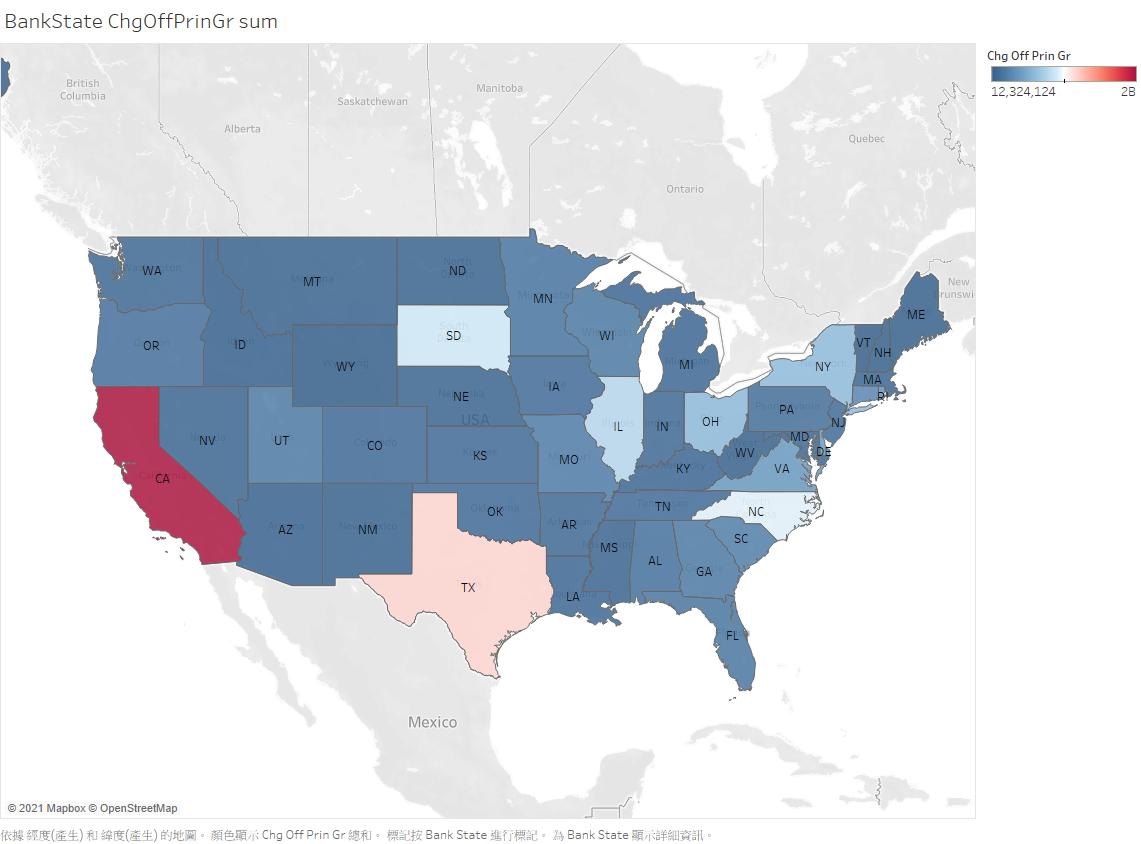 BankState ChgOffPrinGr sum
Chg Off Prin Gr
12,324,124 2B
British
Columbia
Alberta
Saskatchewan
Manitoba
Ontario
Quebec
New
Brunswi
WA
MT
ND
MN
OR
ID
WY
SD
WI
MI
ME
VT
NH
MA
RI
NY
NV
UT
CO
NE
USA
IA
IL
IN
OH
PA
NJ
CA
KS
MO
KY
WV
MD
DE
VA
AZ
NM
OK
AR
TN
NC
SC
TX
LA
MS
AL
GA
FL
Mexico
© 2021 Mapbox © OpenStreetMap
依據 經度(產生) 和 緯度(產生) 的地圖。 顏色顯示 Chg Off Prin Gr 總和。 標記按 Bank State 進行標記。 為 Bank State 顯示詳細資訊。